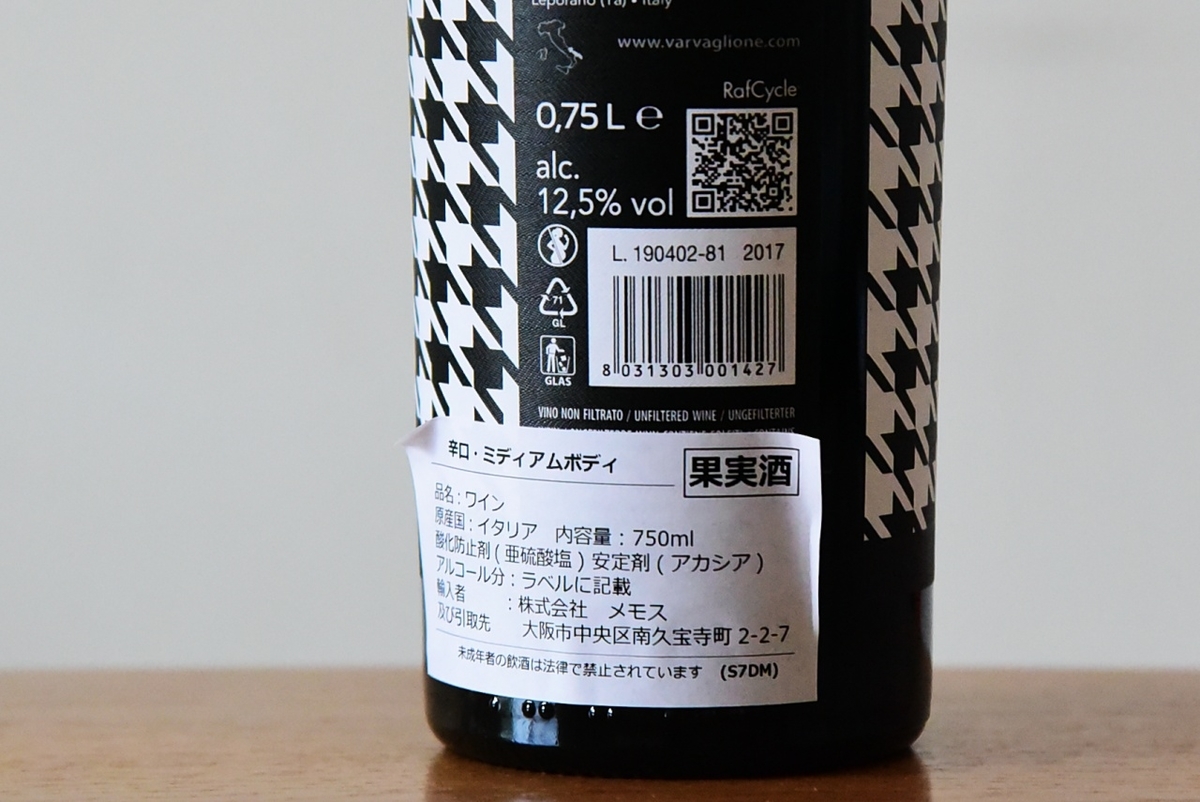 Leporano (Ta) • Italy
www.varvaglione.com
RafCycle
0,75 L ℮
alc.
12,5% vol
L. 190402-81 2017
71
GL
GLAS
8 031303 001427
VINO NON FILTRATO / UNFILTERED WINE / UNGEFILTERTER
辛口・ミディアムボディ
果実酒
品名:ワイン
原産国:イタリア 内容量:750ml
酸化防止剤(亜硫酸塩)安定剤(アカシア)
アルコール分:ラベルに記載
輸入者 :株式会社 メモス
及び引取先 大阪市中央区南久宝寺町 2-2-7
未成年者の飲酒は法律で禁止されています (S7DM)